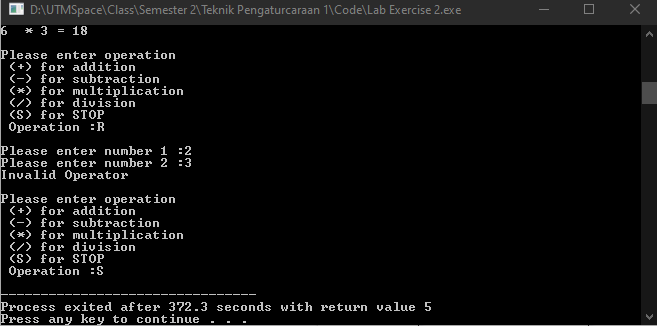 D:\UTMSpace\Class\Semester 2\Teknik Pengaturcaraan 1\Code\Lab Exercise 2.exe
6  * 3 = 18
Please enter operation
(+) for addition
(-) for subtraction
(*) for multiplication
(/) for division
(S) for STOP
Operation :R
Please enter number 1 :2
Please enter number 2 :3
Invalid Operator
Please enter operation
(+) for addition
(-) for subtraction
(*) for multiplication
(/) for division
(S) for STOP
Operation :S
--------------------------------
Process exited after 372.3 seconds with return value 5
Press any key to continue . . .